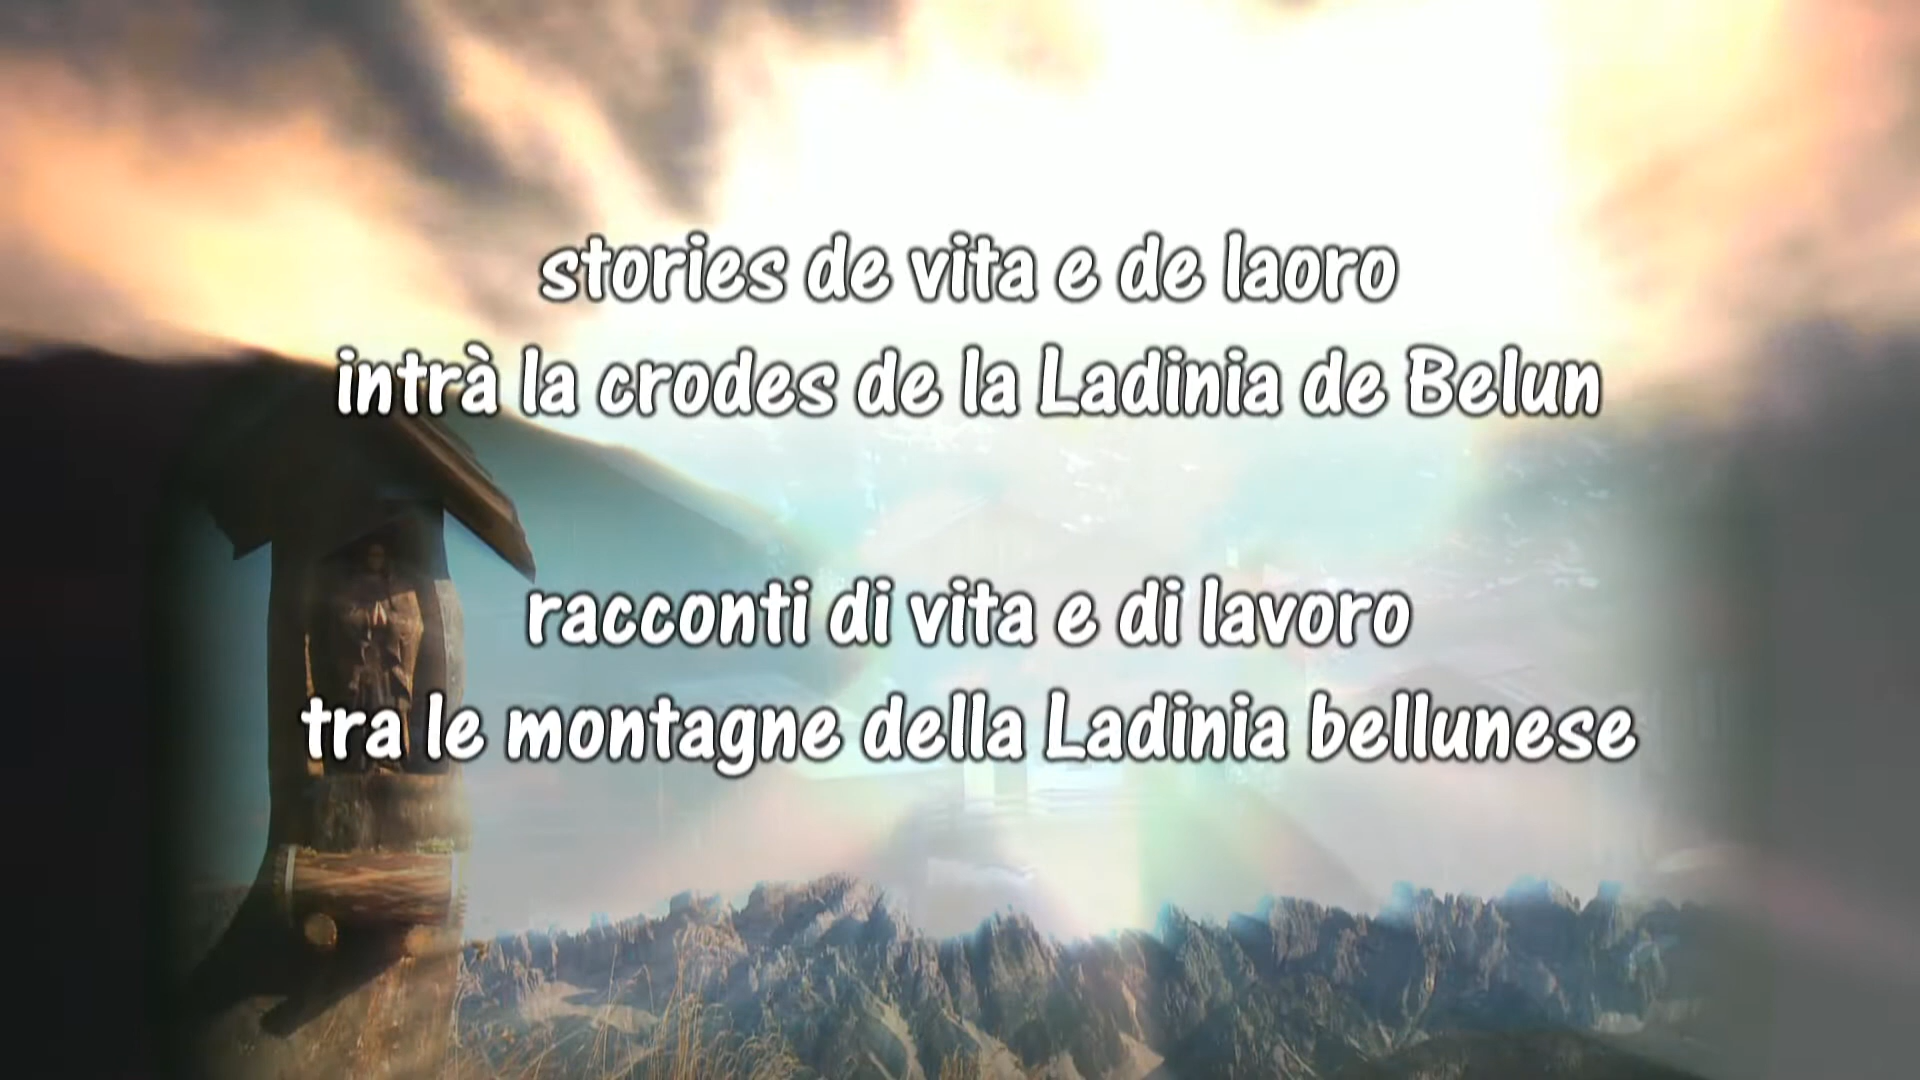 stories de vita e de laoro
intrà la crodes de la Ladinia de Belun
racconti di vita e di lavoro
tra le montagne della Ladinia bellunese